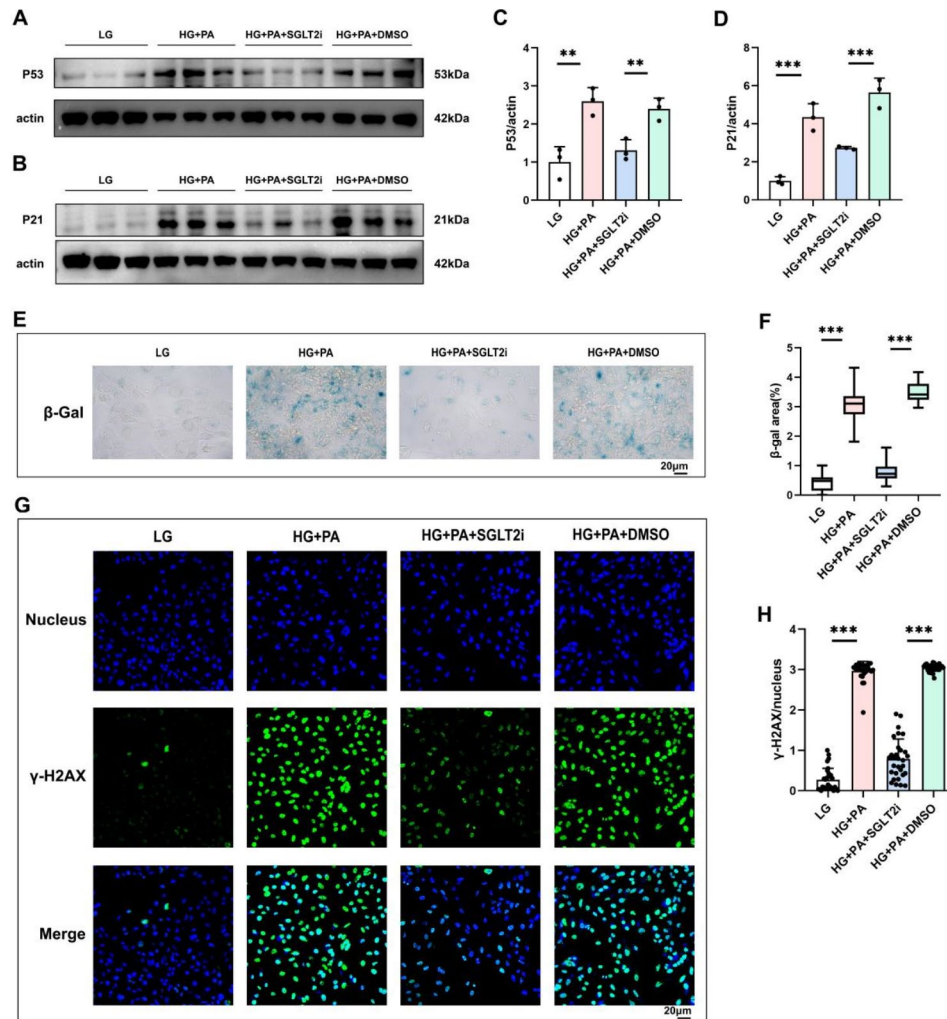 A
LG HG+PA HG+PA+SGLT2i HG+PA+DMSO
P53 53kDa
actin 42kDa
B
LG HG+PA HG+PA+SGLT2i HG+PA+DMSO
P21 21kDa
actin 42kDa
C
P53/actin
4
3
2
1
0
** **
LG HG+PA HG+PA+SGLT2i HG+PA+DMSO
D
P21/actin
8
6
4
2
0
*** ***
LG HG+PA HG+PA+SGLT2i HG+PA+DMSO
E
LG HG+PA HG+PA+SGLT2i HG+PA+DMSO
β-Gal
20μm
F
β-gal area(%)
5
4
3
2
1
0.0
*** ***
LG HG+PA HG+PA+SGLT2i HG+PA+DMSO
G
LG HG+PA HG+PA+SGLT2i HG+PA+DMSO
Nucleus
γ-H2AX
Merge
20μm
H
γ-H2AX/nucleus
4
3
2
1
0
*** ***
LG HG+PA HG+PA+SGLT2i HG+PA+DMSO